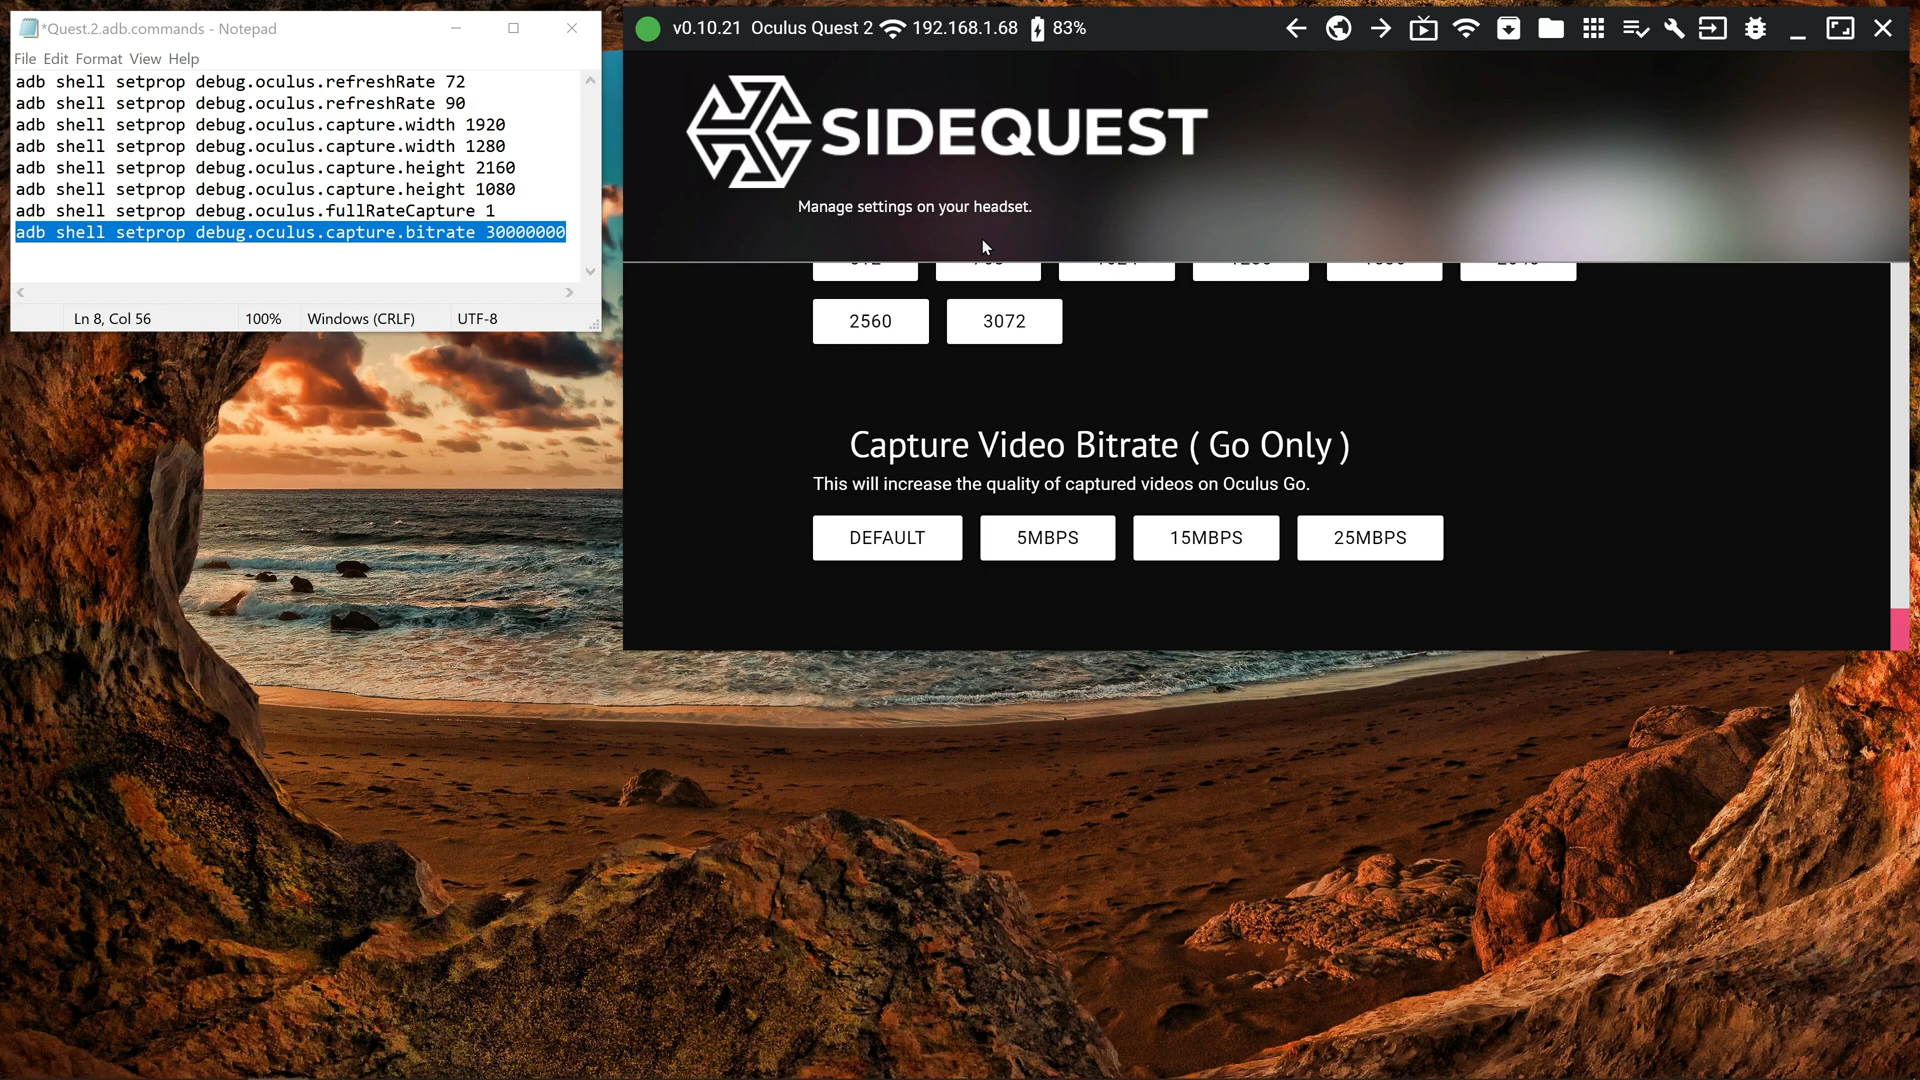 *Quest.2.adb.commands - Notepad
File Edit Format View Help
adb shell setprop debug.oculus.refreshRate 72
adb shell setprop debug.oculus.refreshRate 90
adb shell setprop debug.oculus.capture.width 1920
adb shell setprop debug.oculus.capture.width 1280
adb shell setprop debug.oculus.capture.height 2160
adb shell setprop debug.oculus.capture.height 1080
adb shell setprop debug.oculus.fullRateCapture 1
adb shell setprop debug.oculus.capture.bitrate 30000000
Ln 8, Col 56 100% Windows (CRLF) UTF-8
v0.10.21 Oculus Quest 2 192.168.1.68 83%
SIDEQUEST
Manage settings on your headset.
2560 3072
Capture Video Bitrate ( Go Only )
This will increase the quality of captured videos on Oculus Go.
DEFAULT 5MBPS 15MBPS 25MBPS